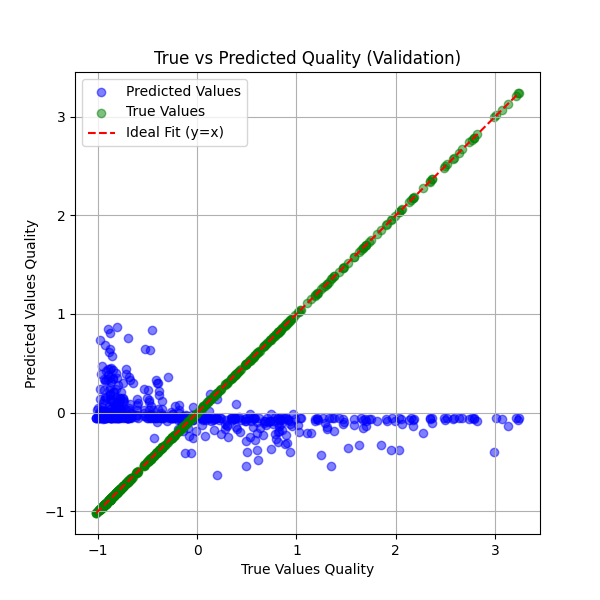 True vs Predicted Quality (Validation)
Predicted Values
True Values
Ideal Fit (y=x)
Predicted Values Quality
3
2
1
0
−1
−1
0
1
2
3
True Values Quality